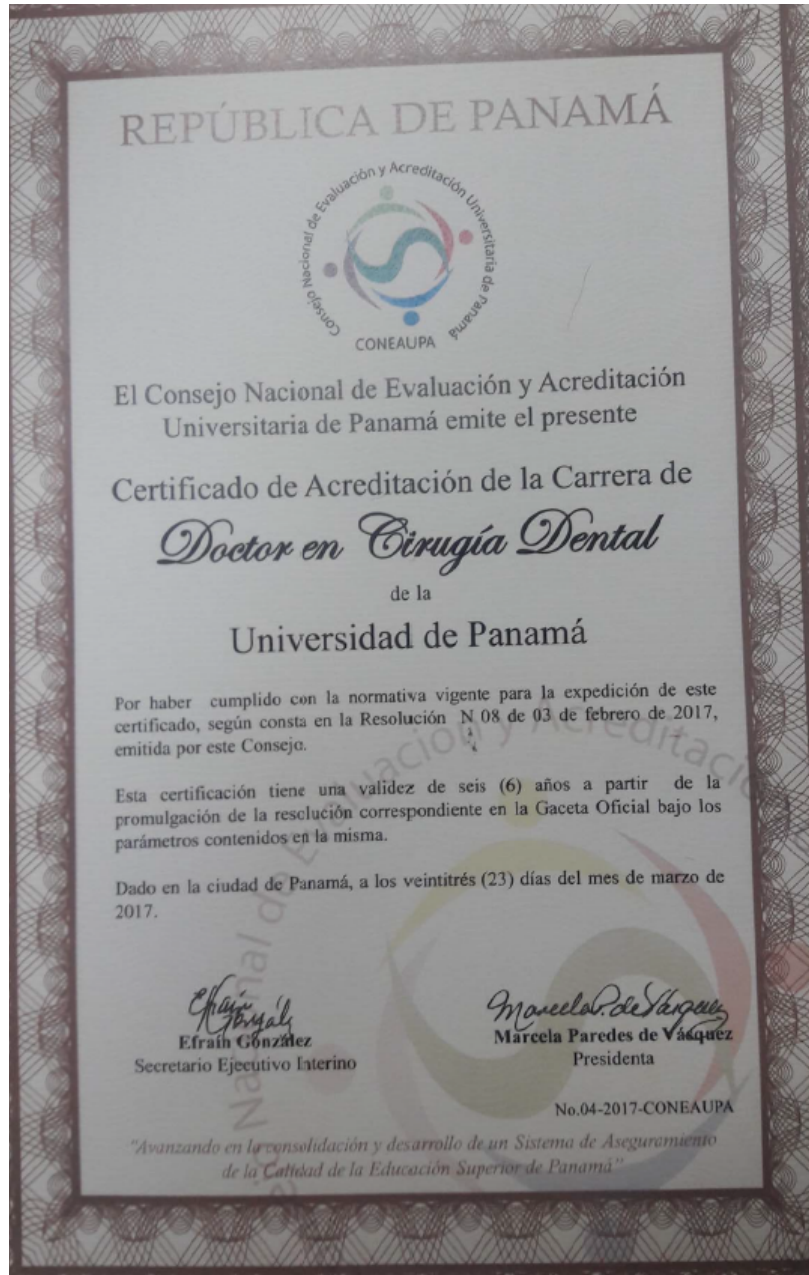 REPÚBLICA DE PANAMÁ
Consejo Nacional de Evaluación y Acreditación Universitaria de Panamá
CONEAUPA
El Consejo Nacional de Evaluación y Acreditación
Universitaria de Panamá emite el presente
Certificado de Acreditación de la Carrera de
Doctor en Cirugía Dental
de la
Universidad de Panamá
Por haber cumplido con la normativa vigente para la expedición de este
certificado, según consta en la Resolución N 08 de 03 de febrero de 2017,
emitida por este Consejo.
Esta certificación tiene una validez de seis (6) años a partir de la
promulgación de la resolución correspondiente en la Gaceta Oficial bajo los
parámetros contenidos en la misma.
Dado en la ciudad de Panamá, a los veintitrés (23) días del mes de marzo de
2017.
Efraín González
Marcela P. de Vásquez
Efraín González
Marcela Paredes de Vásquez
Secretario Ejecutivo Interino
Presidenta
No.04-2017-CONEAUPA
"Avanzando en la consolidación y desarrollo de un Sistema de Aseguramiento
de la Calidad de la Educación Superior de Panamá"